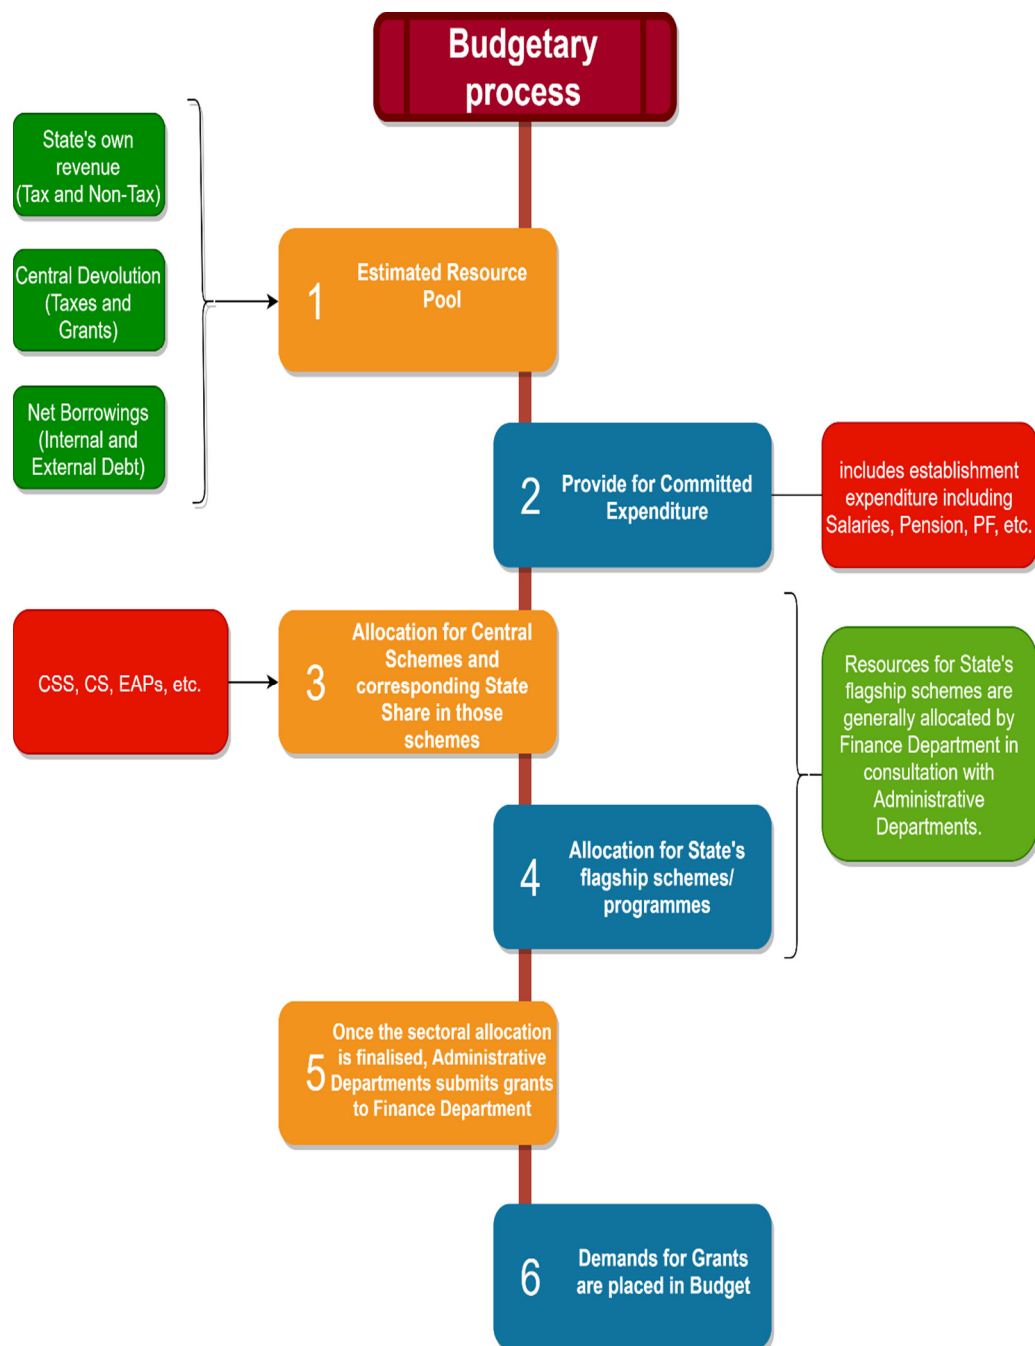 Budgetary
process
State's own
revenue
(Tax and Non-Tax)
Central Devolution
(Taxes and
Grants)
Net Borrowings
(Internal and
External Debt)
1
Estimated Resource
Pool
2
Provide for Committed
Expenditure
includes establishment
expenditure including
Salaries, Pension, PF, etc.
CSS, CS, EAPs, etc.
3
Allocation for Central
Schemes and
corresponding State
Share in those
schemes
Resources for State's
flagship schemes are
generally allocated by
Finance Department in
consultation with
Administrative
Departments.
4
Allocation for State's
flagship schemes/
programmes
5
Once the sectoral allocation
is finalised, Administrative
Departments submits grants
to Finance Department
6
Demands for Grants
are placed in Budget